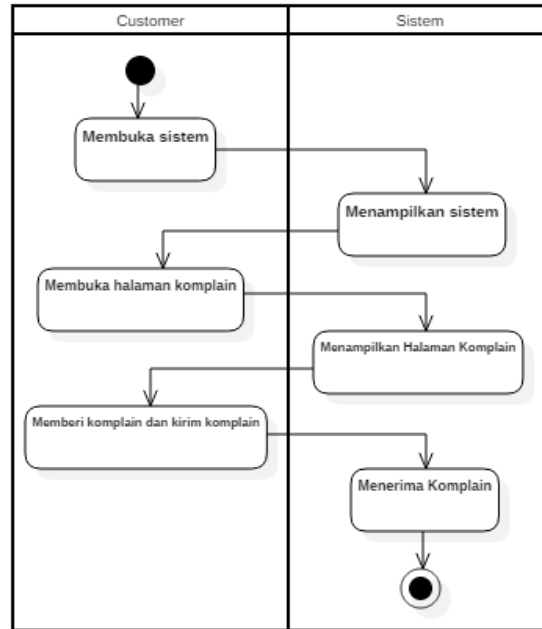 Customer
Sistem
Membuka sistem
Menampilkan sistem
Membuka halaman komplain
Menampilkan Halaman Komplain
Memberi komplain dan kirim komplain
Menerima Komplain